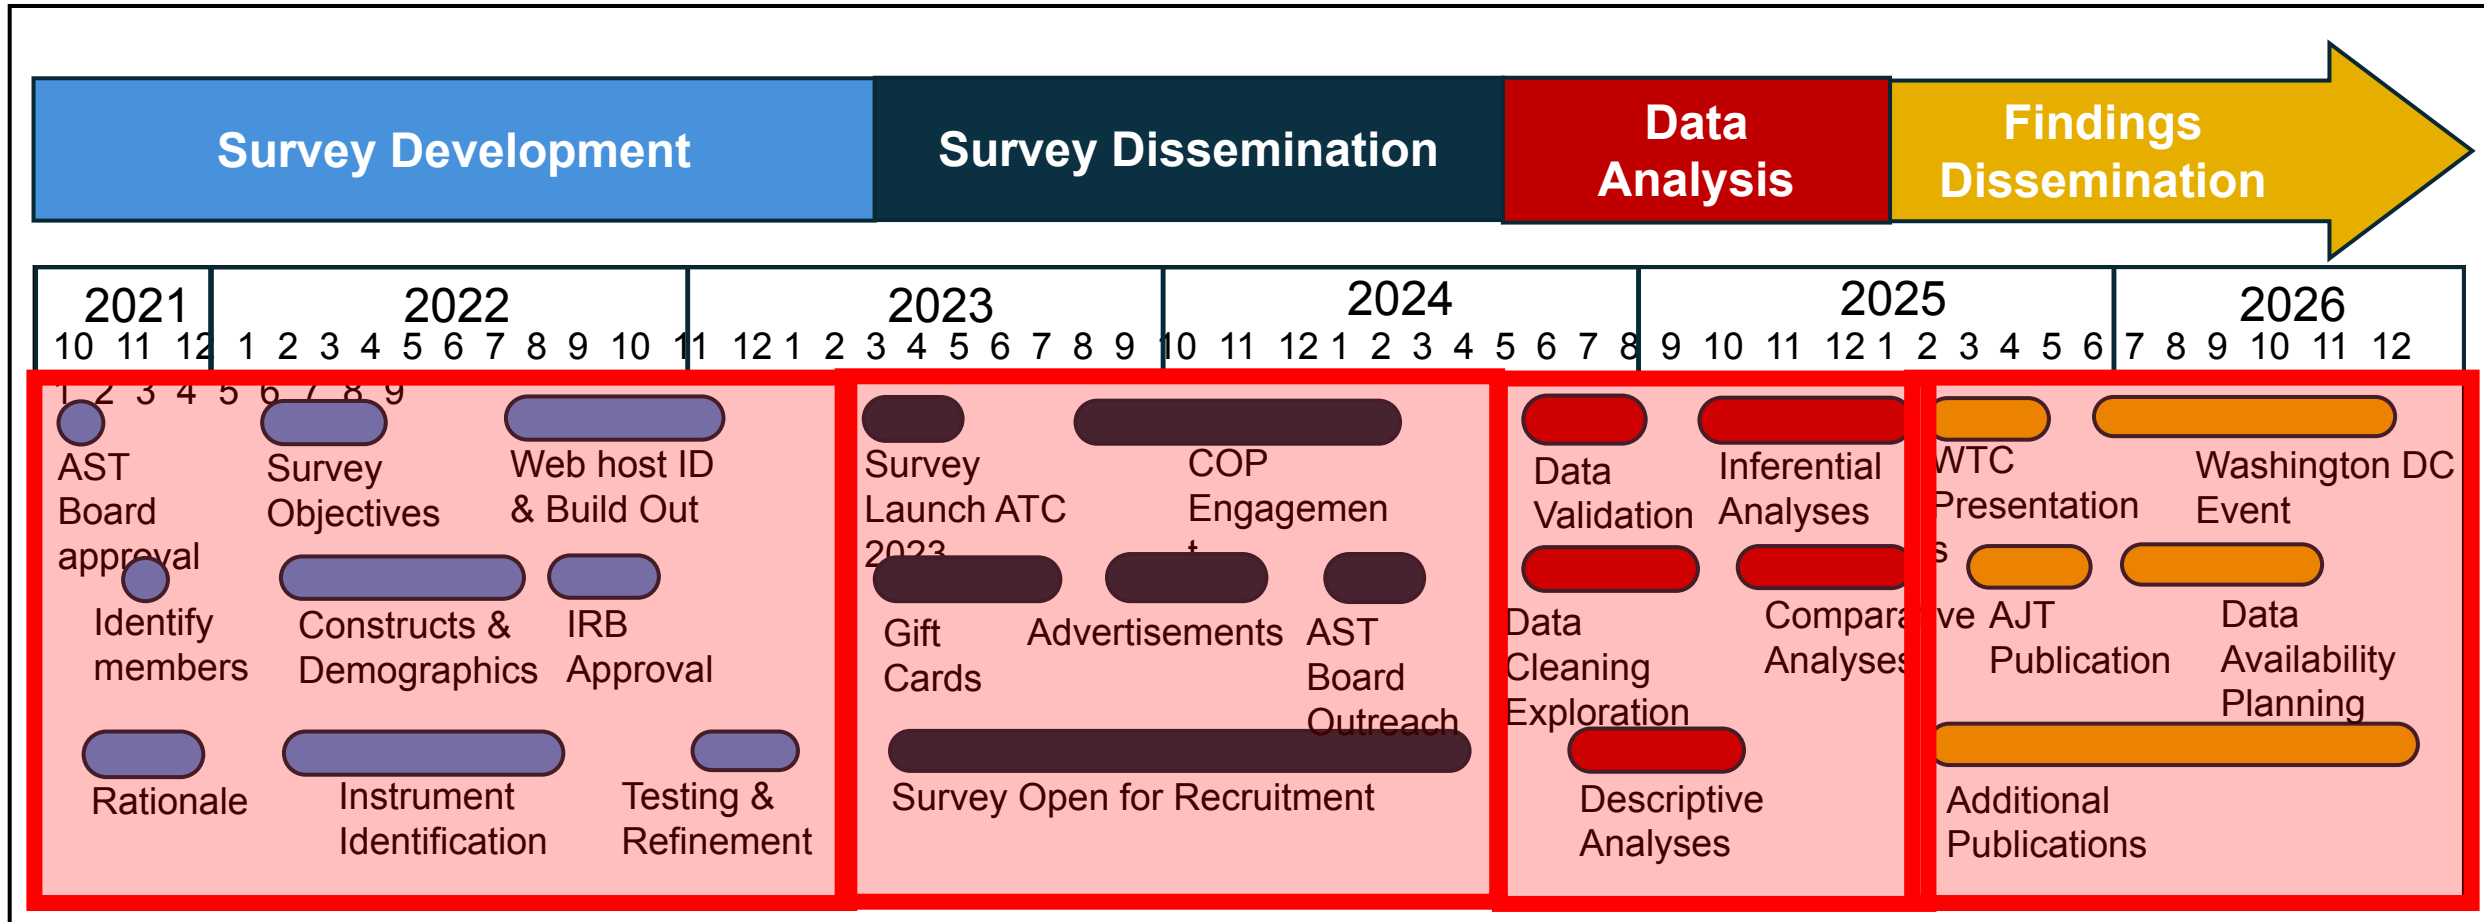 Survey Development
Survey Dissemination
Data
Analysis
Findings
Dissemination
2021
2022
2023
2024
2025
2026
10 11 12 1 2 3 4 5 6 7 8 9 10 11 12 1 2 3 4 5 6 7 8 9 10 11 12 1 2 3 4 5 6 7 8 9 10 11 12 1 2 3 4 5 6 7 8 9 10 11 12
1 2 3 4 5 6 7 8 9
AST
Board
approval
Survey
Objectives
Web host ID
& Build Out
Identify
members
Constructs &
Demographics
IRB
Approval
Rationale
Instrument
Identification
Testing &
Refinement
Survey
Launch ATC
2023
COP
Engagemen
t
Gift
Cards
Advertisements
AST
Board
Outreach
Survey Open for Recruitment
Data
Validation
Inferential
Analyses
Data
Cleaning
Exploration
Comparative
Analyses
Descriptive
Analyses
WTC
Presentation
s
Washington DC
Event
AJT
Publication
Data
Availability
Planning
Additional
Publications